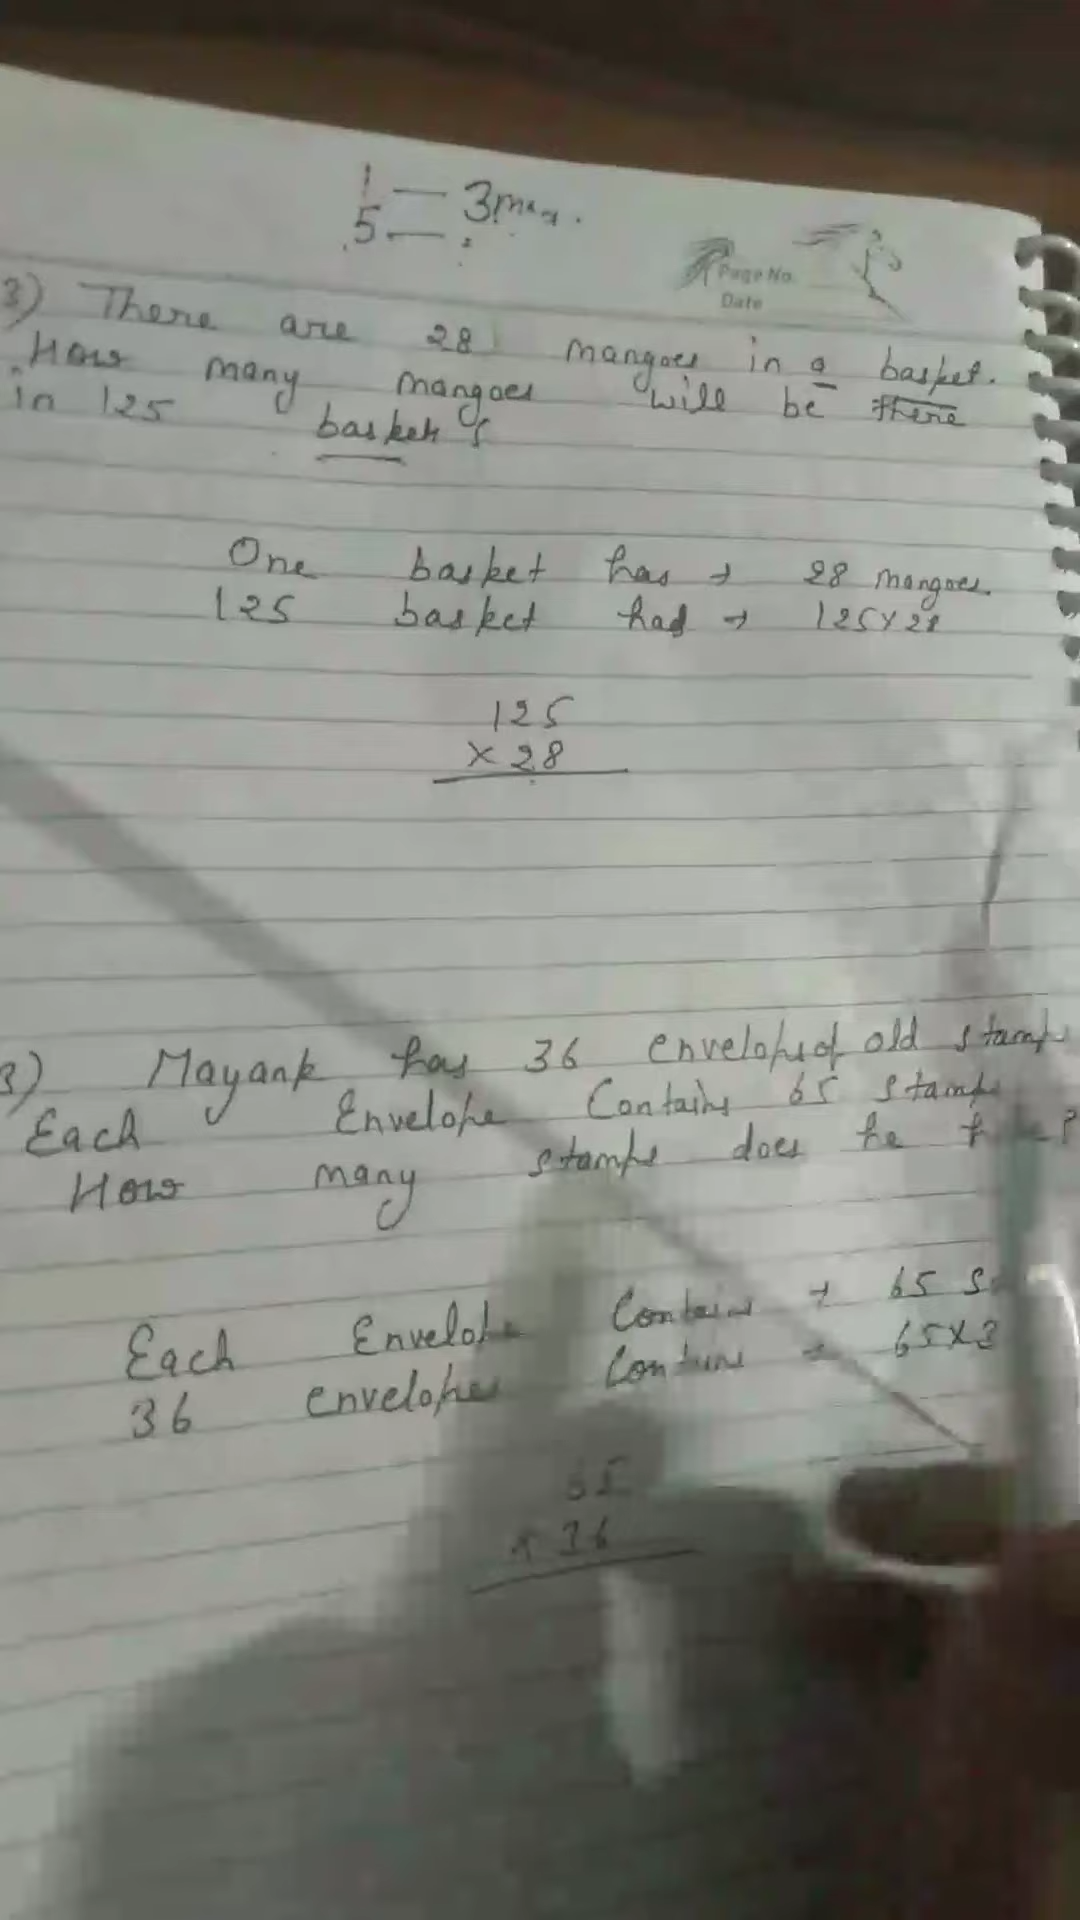 1 — 3man.
5 — ?
Page No.
Date
3) There are 28 mangoes in a basket.
How many mangoes will be there
in 125 baskets
One basket has → 28 mangoes.
125 basket had → 125×28
125
× 28
3) Mayank has 36 envelops of old stamps
Each Envelope Contains 65 stamps
How many stamps does he
Each Envelope Contains → 65
36 envelopes Contains → 65×3
65
× 36